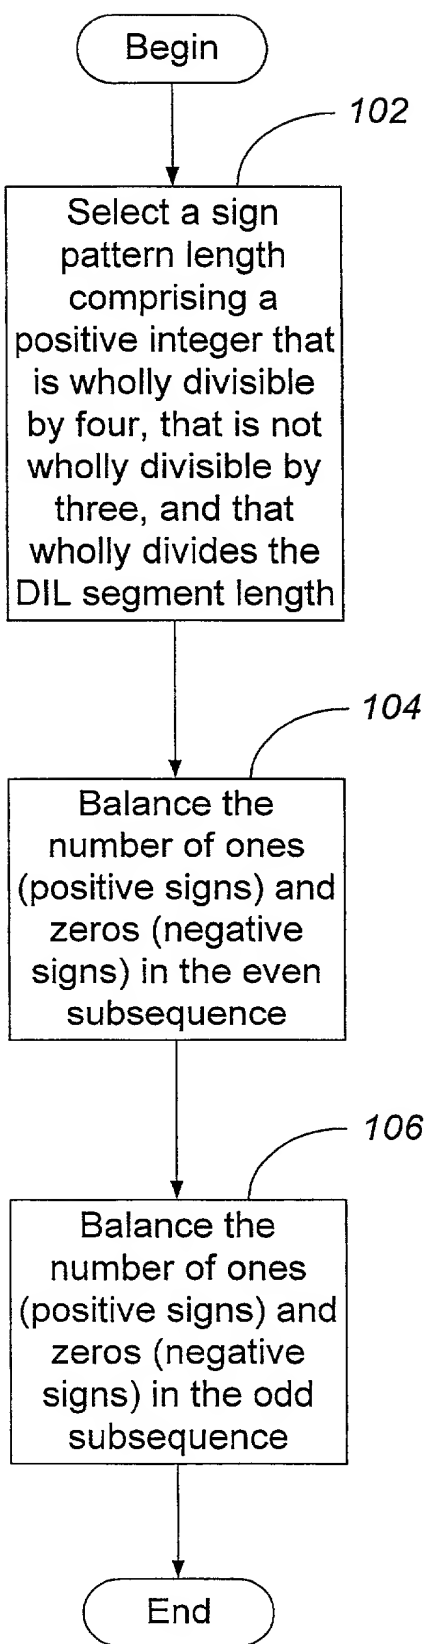 Begin
102
Select a sign
pattern length
comprising a
positive integer that
is wholly divisible
by four, that is not
wholly divisible by
three, and that
wholly divides the
DIL segment length
104
Balance the
number of ones
(positive signs) and
zeros (negative
signs) in the even
subsequence
106
Balance the
number of ones
(positive signs) and
zeros (negative
signs) in the odd
subsequence
End